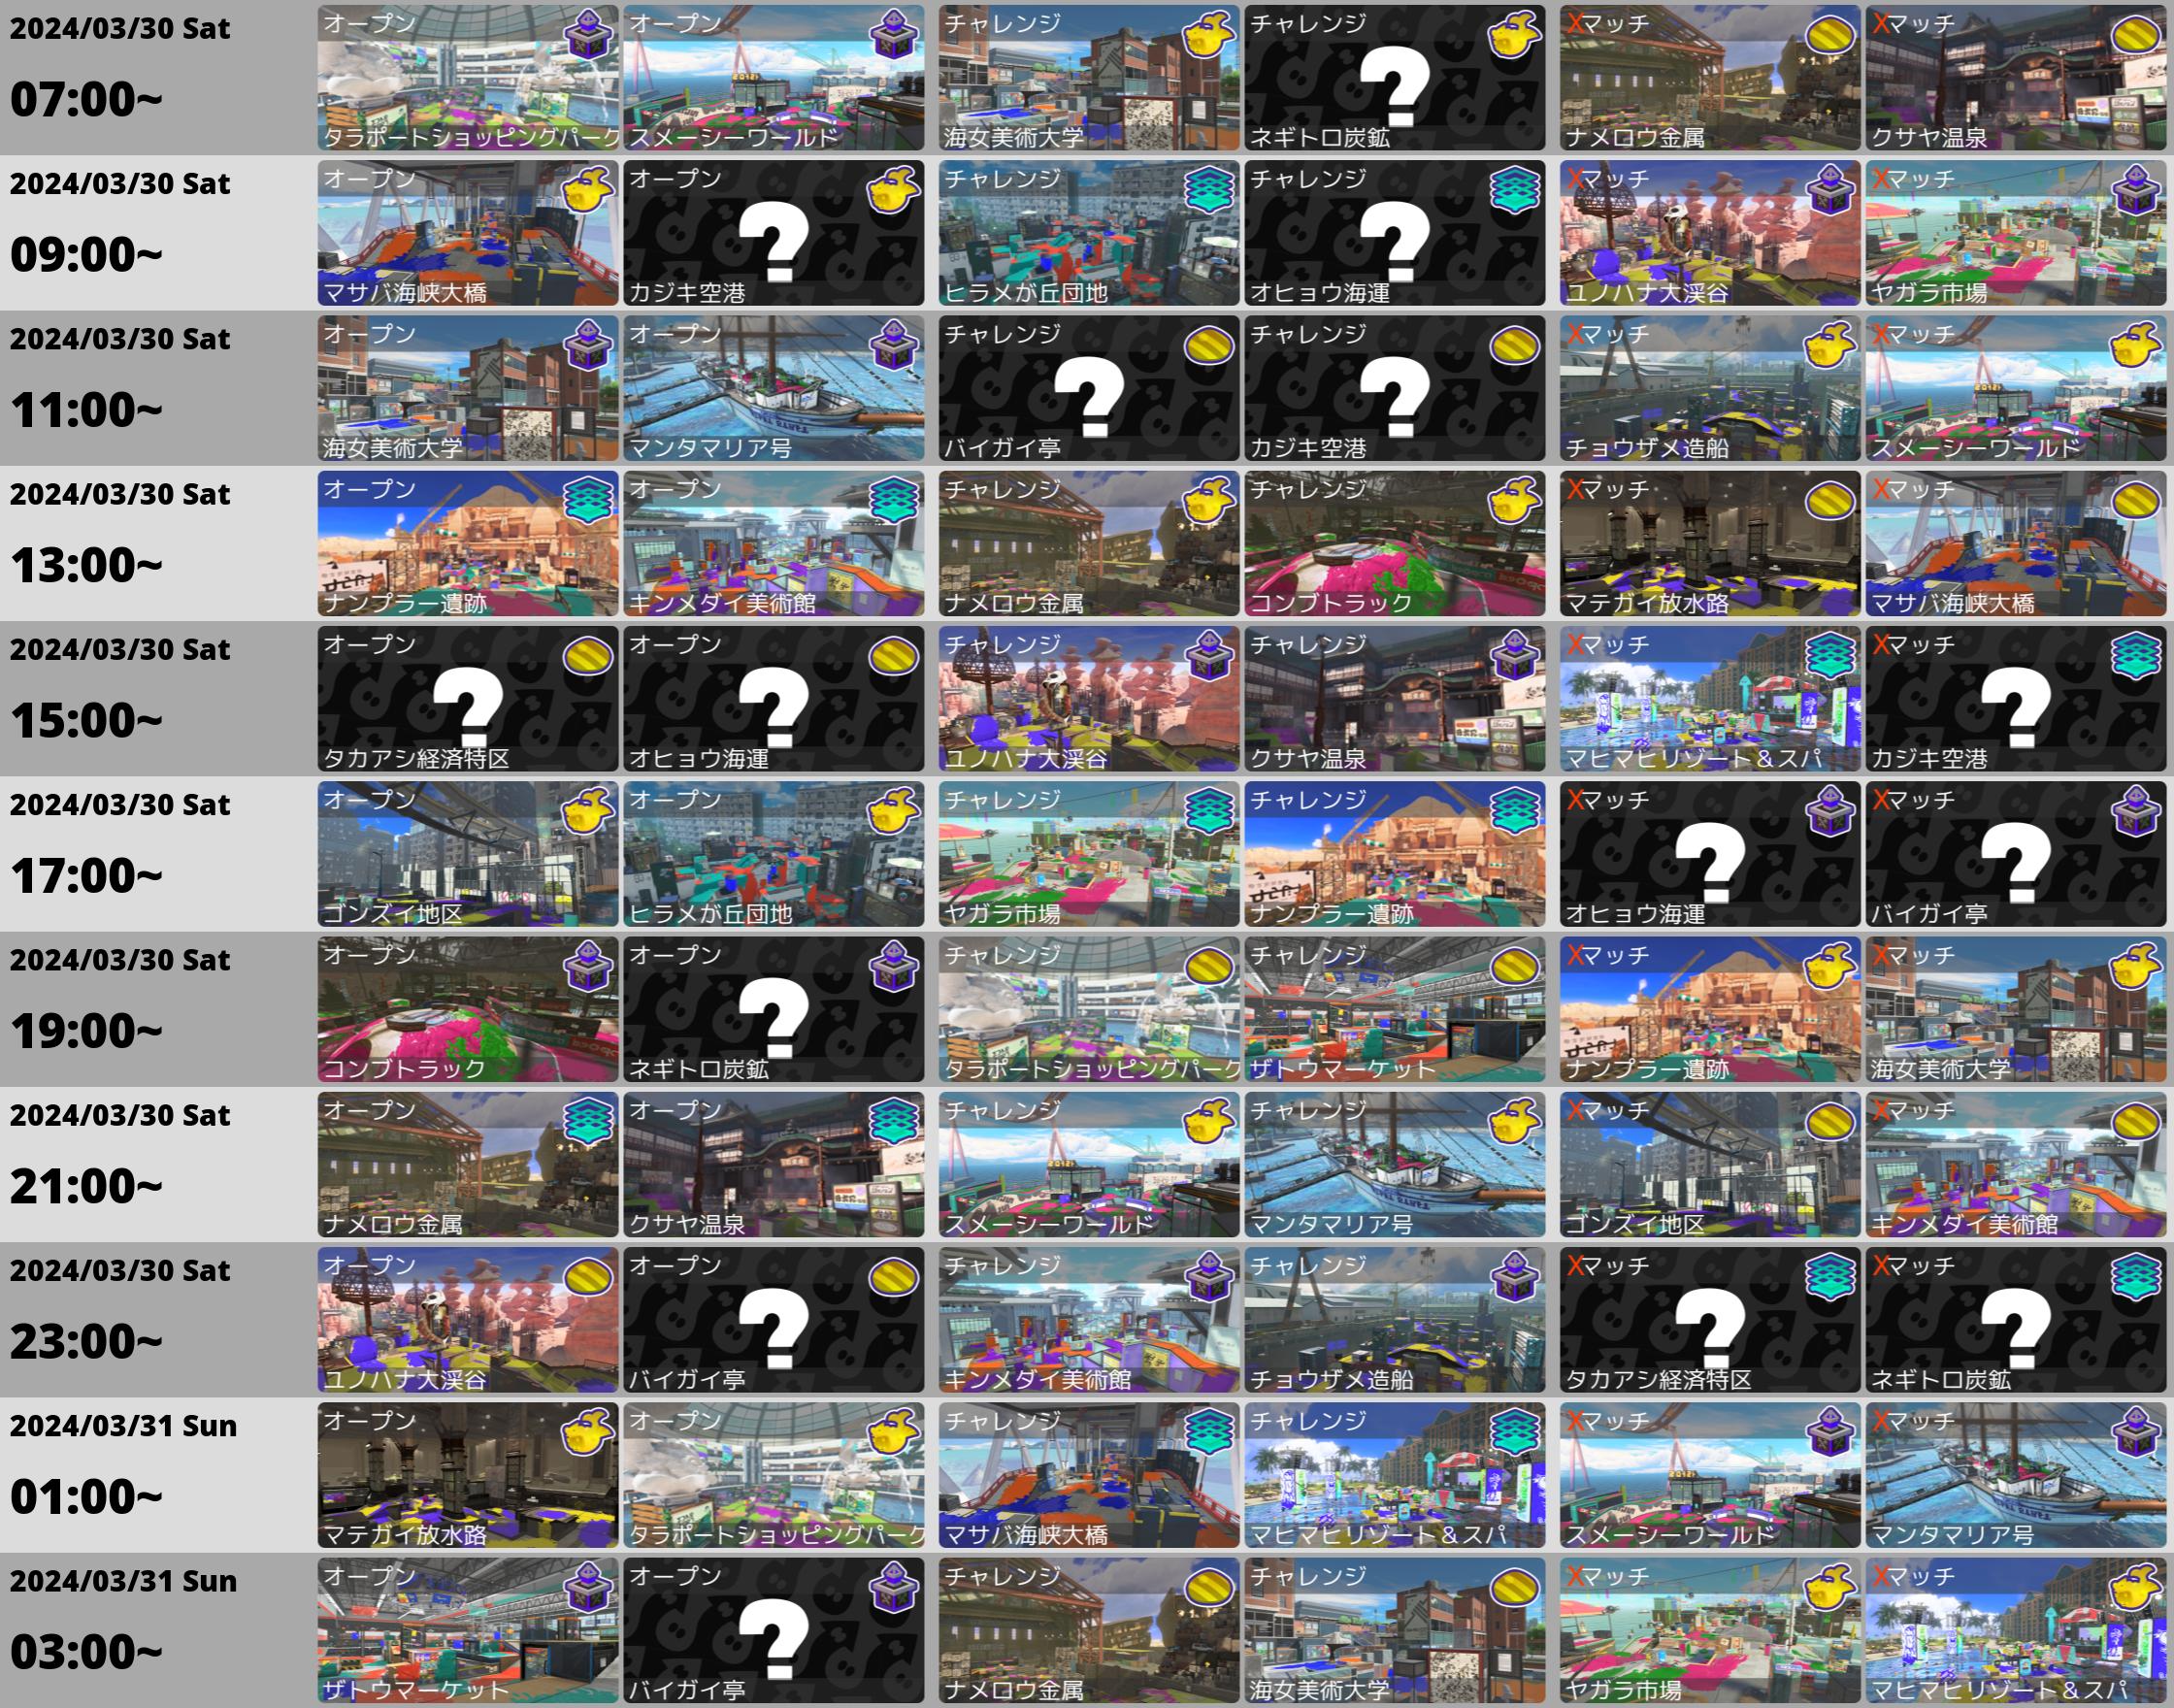 2024/03/30 Sat
07:00~
オープン
タラポートショッピングパーク
オープン
スメーシーワールド
チャレンジ
海女美術大学
チャレンジ
ネギトロ炭鉱
Xマッチ
ナメロウ金属
Xマッチ
クサヤ温泉
2024/03/30 Sat
09:00~
オープン
マサバ海峡大橋
オープン
カジキ空港
チャレンジ
ヒラメが丘団地
チャレンジ
オヒョウ海運
Xマッチ
ユノハナ大渓谷
Xマッチ
ヤガラ市場
2024/03/30 Sat
11:00~
オープン
海女美術大学
オープン
マンタマリア号
チャレンジ
バイガイ亭
チャレンジ
カジキ空港
Xマッチ
チョウザメ造船
Xマッチ
スメーシーワールド
2024/03/30 Sat
13:00~
オープン
ナンプラー遺跡
オープン
キンメダイ美術館
チャレンジ
ナメロウ金属
チャレンジ
コンブトラック
Xマッチ
マテガイ放水路
Xマッチ
マサバ海峡大橋
2024/03/30 Sat
15:00~
オープン
タカアシ経済特区
オープン
オヒョウ海運
チャレンジ
ユノハナ大渓谷
チャレンジ
クサヤ温泉
Xマッチ
マヒマヒリゾート＆スパ
Xマッチ
カジキ空港
2024/03/30 Sat
17:00~
オープン
ゴンズイ地区
オープン
ヒラメが丘団地
チャレンジ
ヤガラ市場
チャレンジ
ナンプラー遺跡
Xマッチ
オヒョウ海運
Xマッチ
バイガイ亭
2024/03/30 Sat
19:00~
オープン
コンブトラック
オープン
ネギトロ炭鉱
チャレンジ
タラポートショッピングパーク
チャレンジ
ザトウマーケット
Xマッチ
ナンプラー遺跡
Xマッチ
海女美術大学
2024/03/30 Sat
21:00~
オープン
ナメロウ金属
オープン
クサヤ温泉
チャレンジ
スメーシーワールド
チャレンジ
マンタマリア号
Xマッチ
ゴンズイ地区
Xマッチ
キンメダイ美術館
2024/03/30 Sat
23:00~
オープン
ユノハナ大渓谷
オープン
バイガイ亭
チャレンジ
キンメダイ美術館
チャレンジ
チョウザメ造船
Xマッチ
タカアシ経済特区
Xマッチ
ネギトロ炭鉱
2024/03/31 Sun
01:00~
オープン
マテガイ放水路
オープン
タラポートショッピングパーク
チャレンジ
マサバ海峡大橋
チャレンジ
マヒマヒリゾート＆スパ
Xマッチ
スメーシーワールド
Xマッチ
マンタマリア号
2024/03/31 Sun
03:00~
オープン
ザトウマーケット
オープン
バイガイ亭
チャレンジ
ナメロウ金属
チャレンジ
海女美術大学
Xマッチ
ヤガラ市場
Xマッチ
マヒマヒリゾート＆スパ